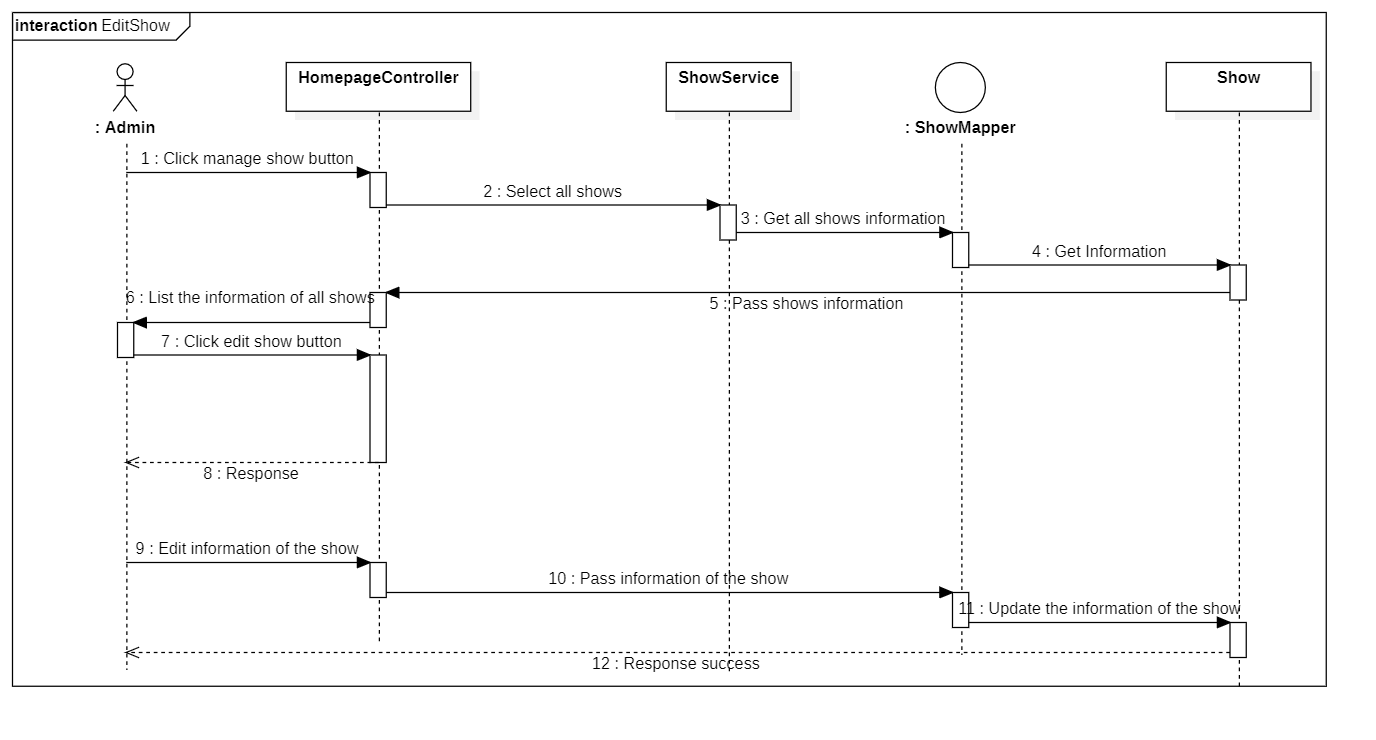 interaction EditShow
HomepageController
ShowService
Show
: Admin
: ShowMapper
1 : Click manage show button
2 : Select all shows
3 : Get all shows information
4 : Get Information
6 : List the information of all shows
5 : Pass shows information
7 : Click edit show button
8 : Response
9 : Edit information of the show
10 : Pass information of the show
11 : Update the information of the show
12 : Response success